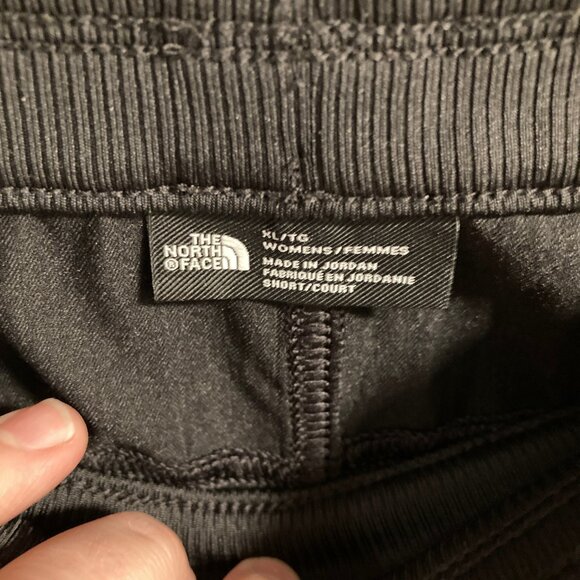 THE
NORTH
®FACE
XL/TG
WOMENS/FEMMES
MADE IN JORDAN
FABRIQUÉ EN JORDANIE
SHORT/COURT